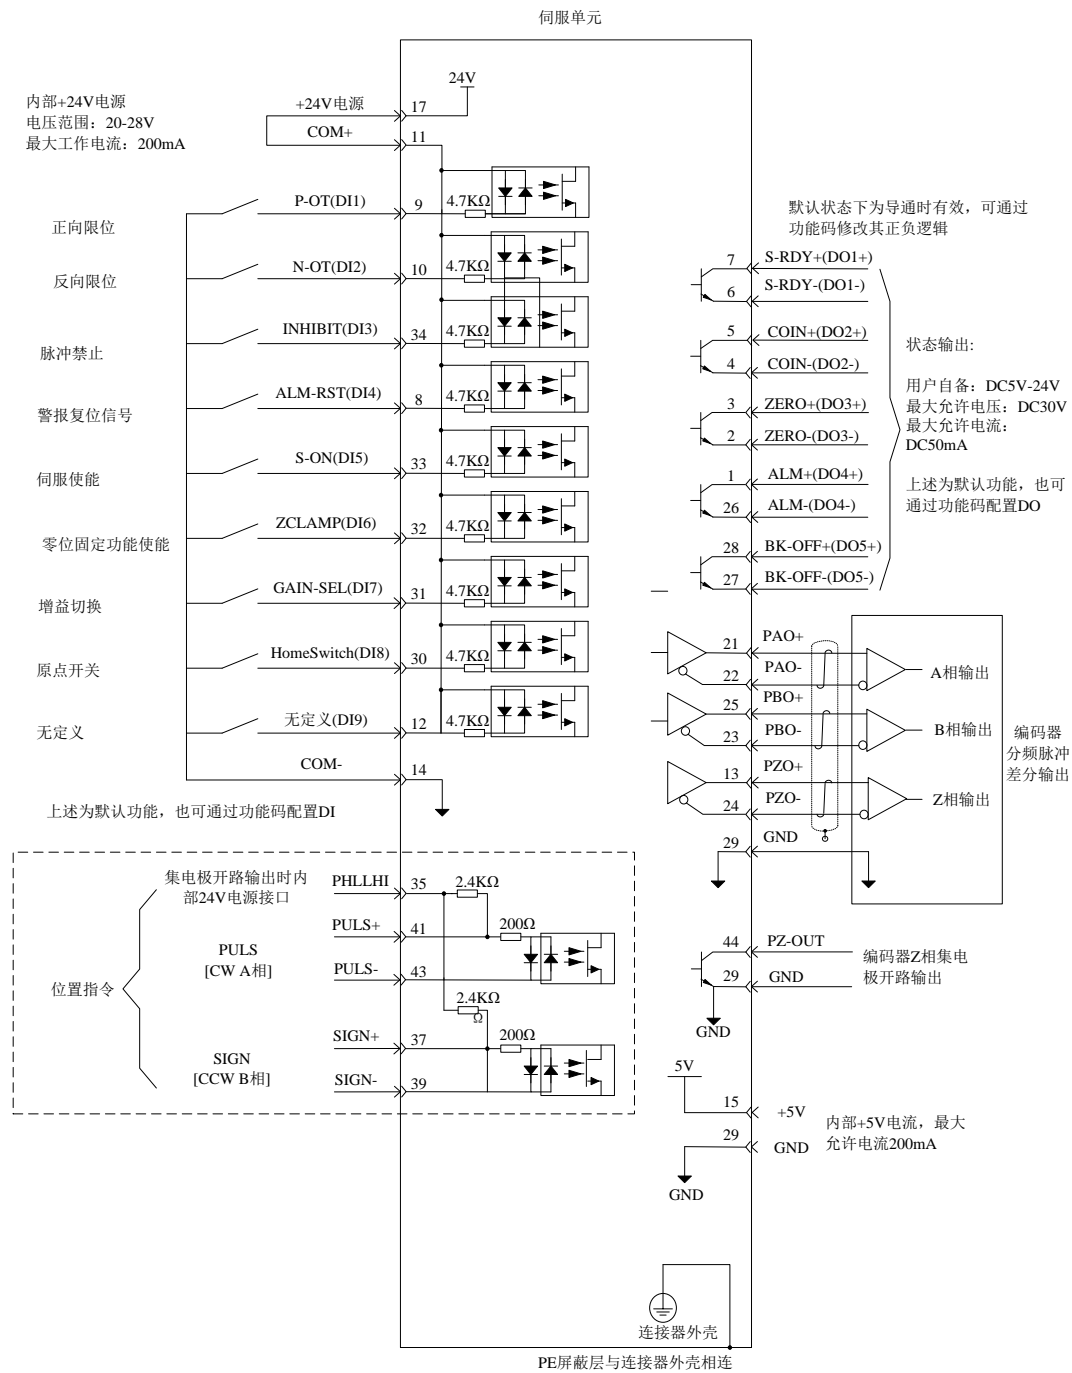 伺服单元
24V
内部+24V电源
电压范围：20-28V
最大工作电流：200mA
+24V电源
17
COM+
11
正向限位
P-OT(DI1)
9
4.7KΩ
反向限位
N-OT(DI2)
10
4.7KΩ
脉冲禁止
INHIBIT(DI3)
34
4.7KΩ
警报复位信号
ALM-RST(DI4)
8
4.7KΩ
伺服使能
S-ON(DI5)
33
4.7KΩ
零位固定功能使能
ZCLAMP(DI6)
32
4.7KΩ
增益切换
GAIN-SEL(DI7)
31
4.7KΩ
原点开关
HomeSwitch(DI8)
30
4.7KΩ
无定义
无定义(DI9)
12
4.7KΩ
COM-
14
上述为默认功能，也可通过功能码配置DI
默认状态下为导通时有效，可通过
功能码修改其正负逻辑
7
S-RDY+(DO1+)
6
S-RDY-(DO1-)
5
COIN+(DO2+)
4
COIN-(DO2-)
3
ZERO+(DO3+)
2
ZERO-(DO3-)
1
ALM+(DO4+)
26
ALM-(DO4-)
28
BK-OFF+(DO5+)
27
BK-OFF-(DO5-)
状态输出:
用户自备：DC5V-24V
最大允许电压：DC30V
最大允许电流：
DC50mA
上述为默认功能，也可
通过功能码配置DO
21
PAO+
22
PAO-
A相输出
25
PBO+
23
PBO-
B相输出
13
PZO+
24
PZO-
Z相输出
29
GND
编码器
分频脉冲
差分输出
位置指令
集电极开路输出时内
部24V电源接口
PHLLHI
35
2.4KΩ
PULS
[CW A相]
PULS+
41
200Ω
PULS-
43
2.4KΩ
Ω
SIGN
[CCW B相]
SIGN+
37
200Ω
SIGN-
39
44
PZ-OUT
29
GND
GND
编码器Z相集电
极开路输出
5V
15
+5V
29
GND
GND
内部+5V电流，最大
允许电流200mA
连接器外壳
PE屏蔽层与连接器外壳相连